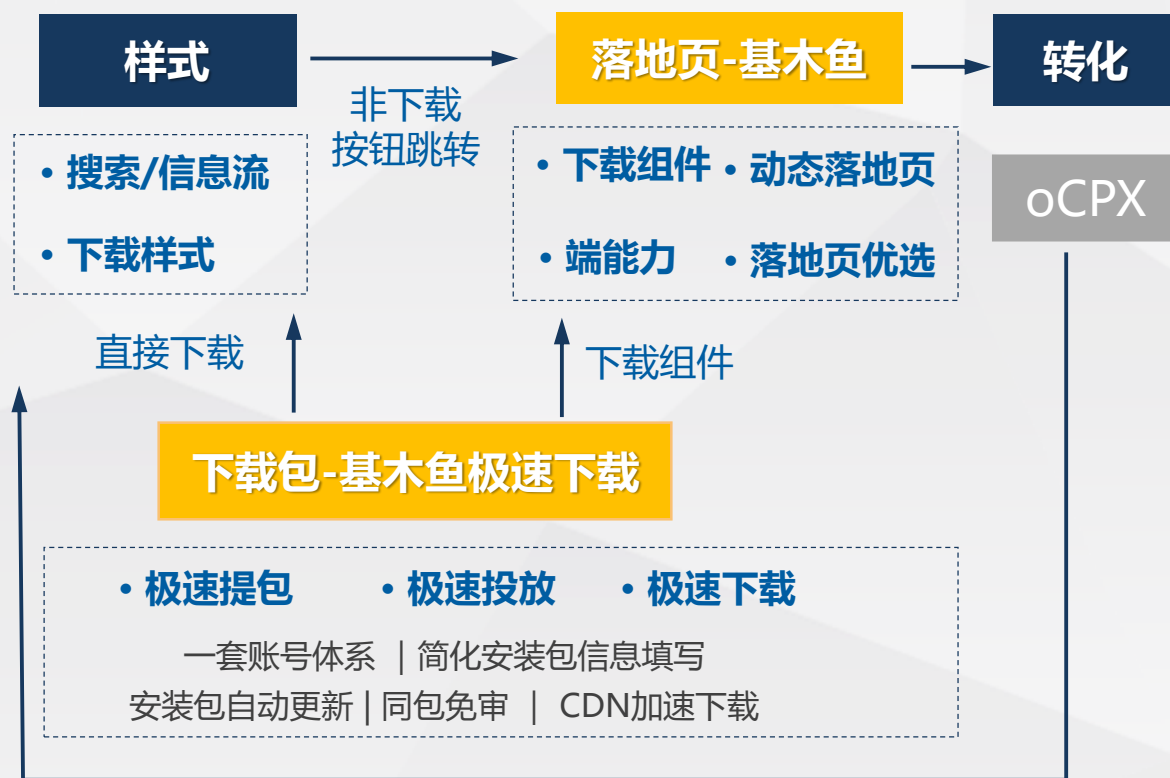 样式
落地页-基木鱼
转化
非下载
按钮跳转
• 搜索/信息流
• 下载样式
• 下载组件 • 动态落地页
• 端能力 • 落地页优选
oCPX
直接下载
下载组件
下载包-基木鱼极速下载
• 极速提包 • 极速投放 • 极速下载
一套账号体系 | 简化安装包信息填写
安装包自动更新 | 同包免审 | CDN加速下载